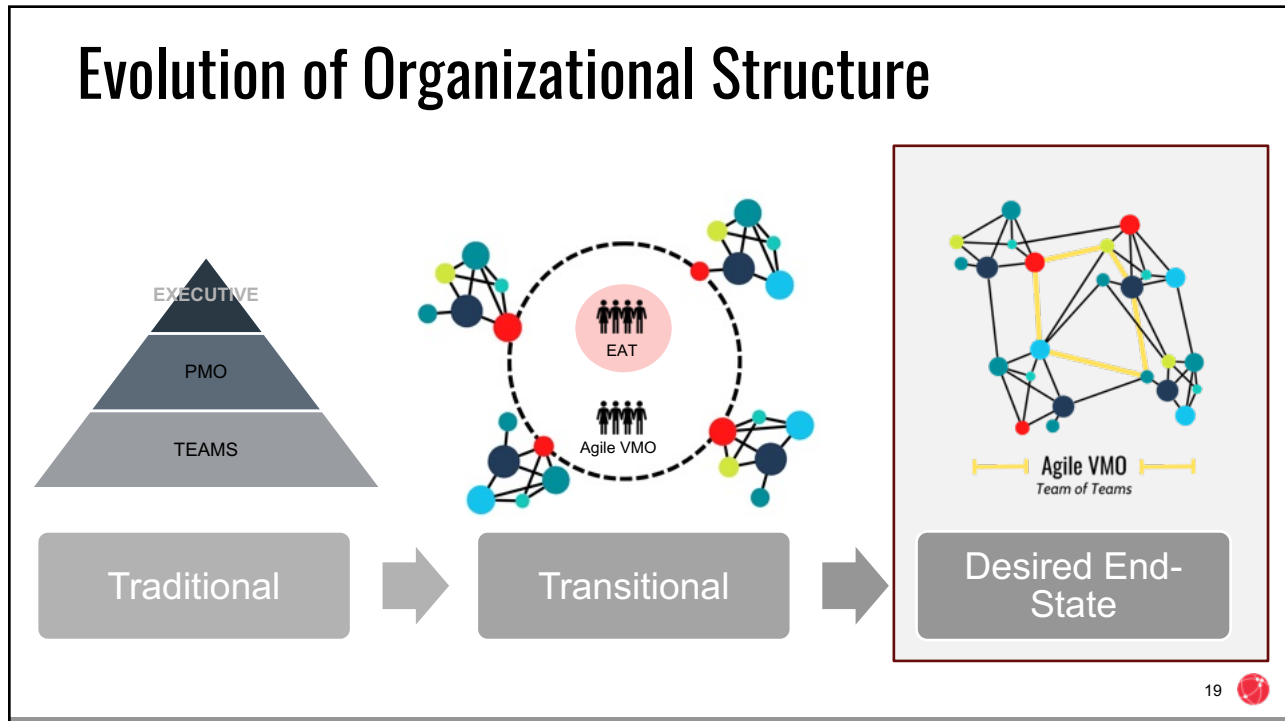 Evolution of Organizational Structure
EXECUTIVE
PMO
TEAMS
EAT
Agile VMO
Agile VMO
Team of Teams
Traditional
Transitional
Desired End-
State
19